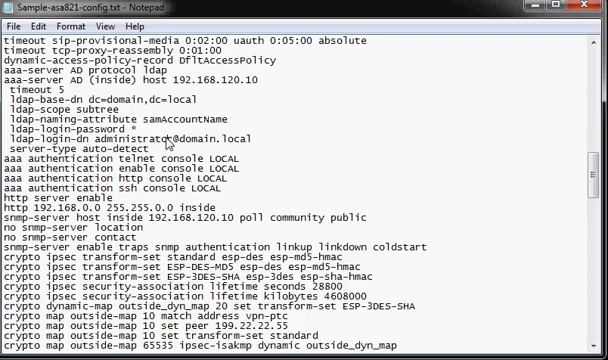 Sample-asa821-config.txt - Notepad
File Edit Format View Help
timeout sip-provisional-media 0:02:00 uauth 0:05:00 absolute
timeout tcp-proxy-reassembly 0:01:00
dynamic-access-policy-record DfltAccessPolicy
aaa-server AD protocol ldap
aaa-server AD (inside) host 192.168.120.10
timeout 5
ldap-base-dn dc=domain,dc=local
ldap-scope subtree
ldap-naming-attribute samAccountName
ldap-login-password *
ldap-login-dn administrator@domain.local
server-type auto-detect
aaa authentication telnet console LOCAL
aaa authentication enable console LOCAL
aaa authentication http console LOCAL
aaa authentication ssh console LOCAL
http server enable
http 192.168.0.0 255.255.0.0 inside
snmp-server host inside 192.168.120.10 poll community public
no snmp-server location
no snmp-server contact
snmp-server enable traps snmp authentication linkup linkdown coldstart
crypto ipsec transform-set standard esp-des esp-md5-hmac
crypto ipsec transform-set ESP-DES-MD5 esp-des esp-md5-hmac
crypto ipsec transform-set ESP-3DES-SHA esp-3des esp-sha-hmac
crypto ipsec security-association lifetime seconds 28800
crypto ipsec security-association lifetime kilobytes 4608000
crypto dynamic-map outside_dyn_map 20 set transform-set ESP-3DES-SHA
crypto map outside-map 10 match address vpn-ptc
crypto map outside-map 10 set peer 199.22.22.55
crypto map outside-map 10 set transform-set standard
crypto map outside-map 65535 ipsec-isakmp dynamic outside_dyn_map